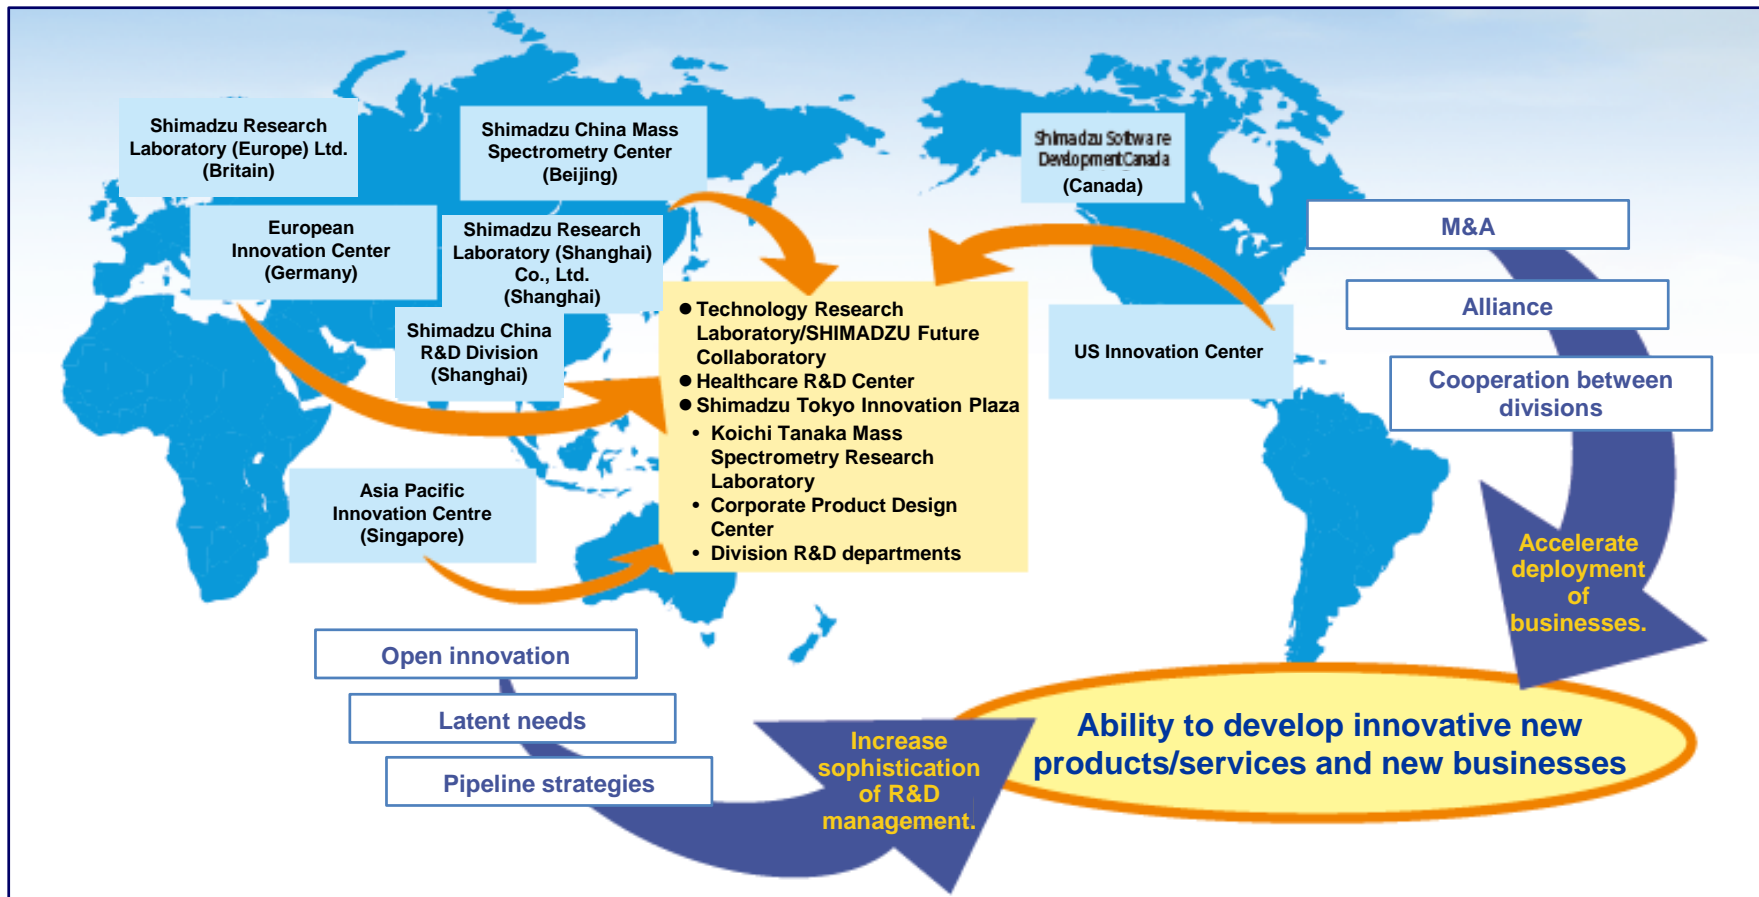 Shimadzu Research
Laboratory (Europe) Ltd.
(Britain)
Shimadzu China Mass
Spectrometry Center
(Beijing)
Shimadzu Software
Development Canada
(Canada)
European
Innovation Center
(Germany)
Shimadzu Research
Laboratory (Shanghai)
Co., Ltd.
(Shanghai)
Shimadzu China
R&D Division
(Shanghai)
● Technology Research
Laboratory/SHIMADZU Future
Collaboratory
● Healthcare R&D Center
● Shimadzu Tokyo Innovation Plaza
• Koichi Tanaka Mass
Spectrometry Research
Laboratory
• Corporate Product Design
Center
• Division R&D departments
US Innovation Center
Asia Pacific
Innovation Centre
(Singapore)
M&A
Alliance
Cooperation between
divisions
Accelerate
deployment
of
businesses.
Open innovation
Latent needs
Pipeline strategies
Increase
sophistication
of R&D
management.
Ability to develop innovative new
products/services and new businesses